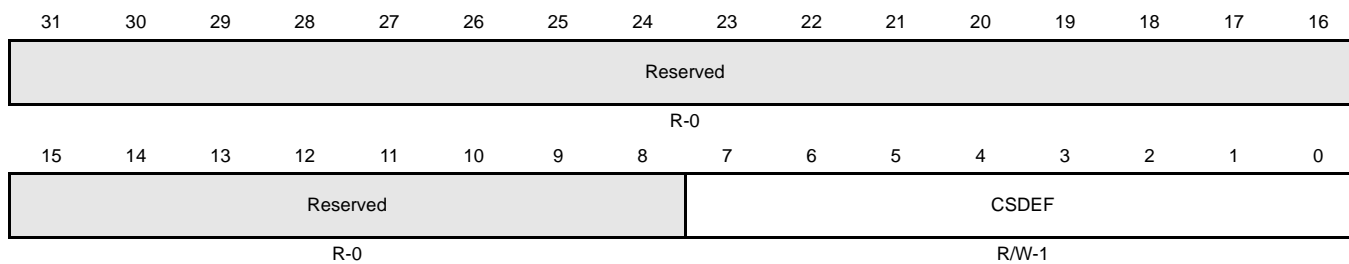 31 30 29 28 27 26 25 24 23 22 21 20 19 18 17 16
Reserved
R-0
15 14 13 12 11 10 9 8 7 6 5 4 3 2 1 0
Reserved CSDEF
R-0 R/W-1